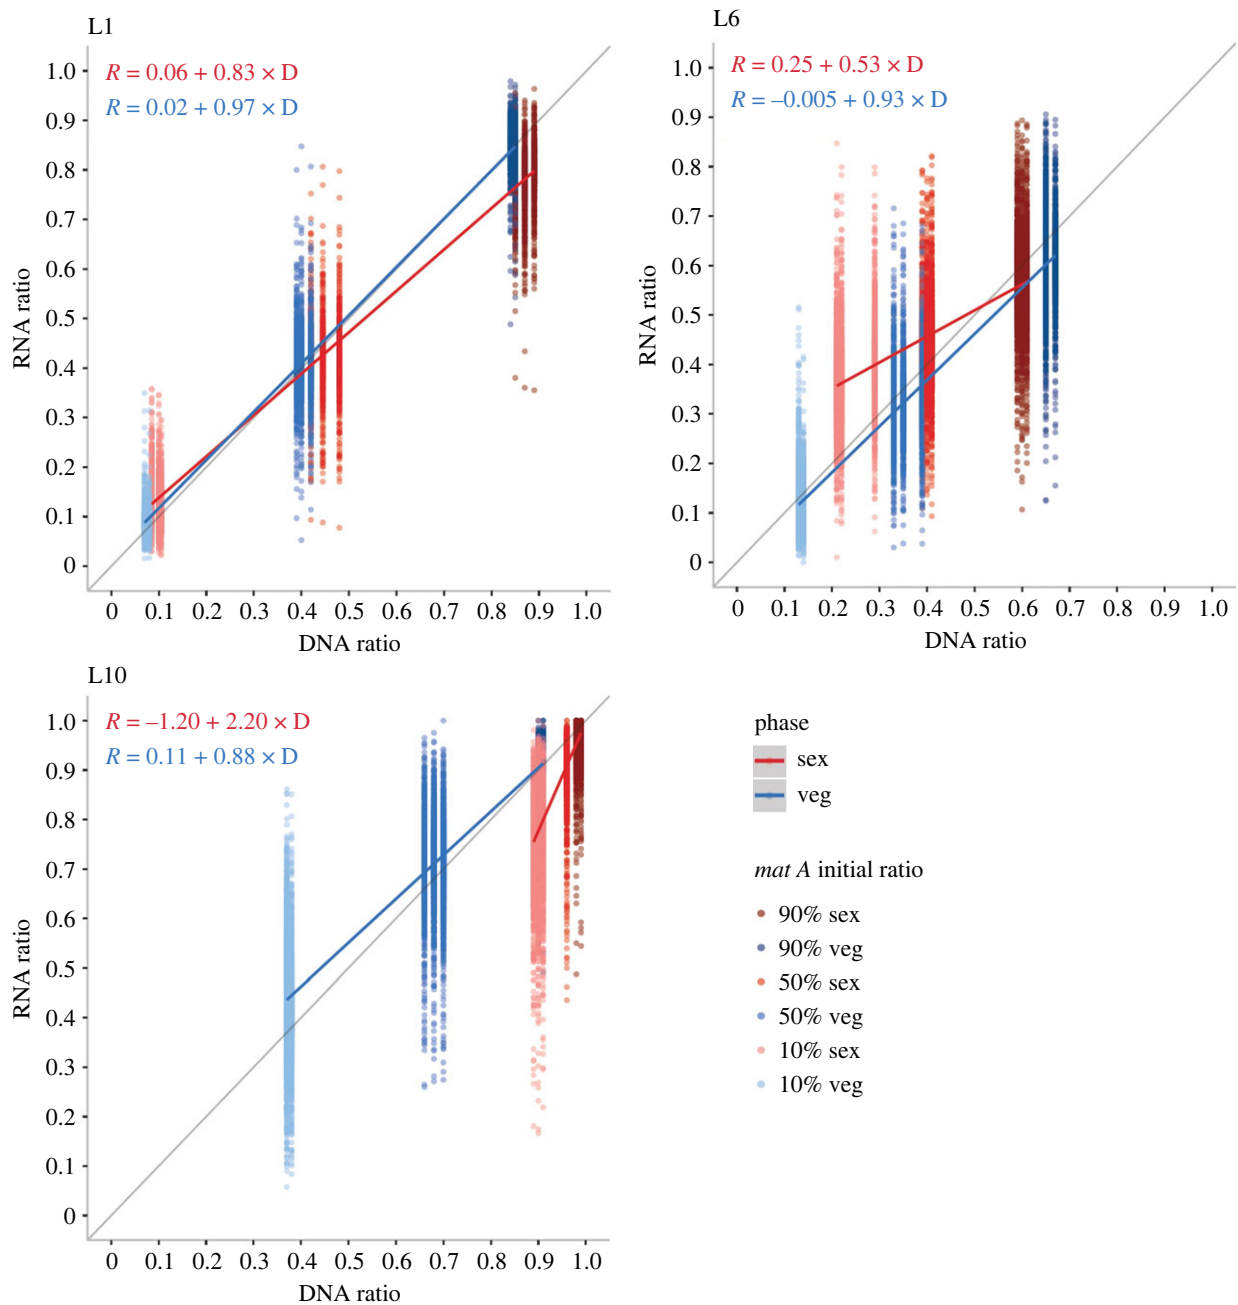 L1
R = 0.06 + 0.83 × D
R = 0.02 + 0.97 × D
1.0
0.9
0.8
0.7
0.6
0.5
0.4
0.3
0.2
0.1
0
RNA ratio
0 0.1 0.2 0.3 0.4 0.5 0.6 0.7 0.8 0.9 1.0
DNA ratio
L6
R = 0.25 + 0.53 × D
R = –0.005 + 0.93 × D
1.0
0.9
0.8
0.7
0.6
0.5
0.4
0.3
0.2
0.1
0
RNA ratio
0 0.1 0.2 0.3 0.4 0.5 0.6 0.7 0.8 0.9 1.0
DNA ratio
L10
R = –1.20 + 2.20 × D
R = 0.11 + 0.88 × D
1.0
0.9
0.8
0.7
0.6
0.5
0.4
0.3
0.2
0.1
0
RNA ratio
0 0.1 0.2 0.3 0.4 0.5 0.6 0.7 0.8 0.9 1.0
DNA ratio
phase
sex
veg
mat A initial ratio
90% sex
90% veg
50% sex
50% veg
10% sex
10% veg